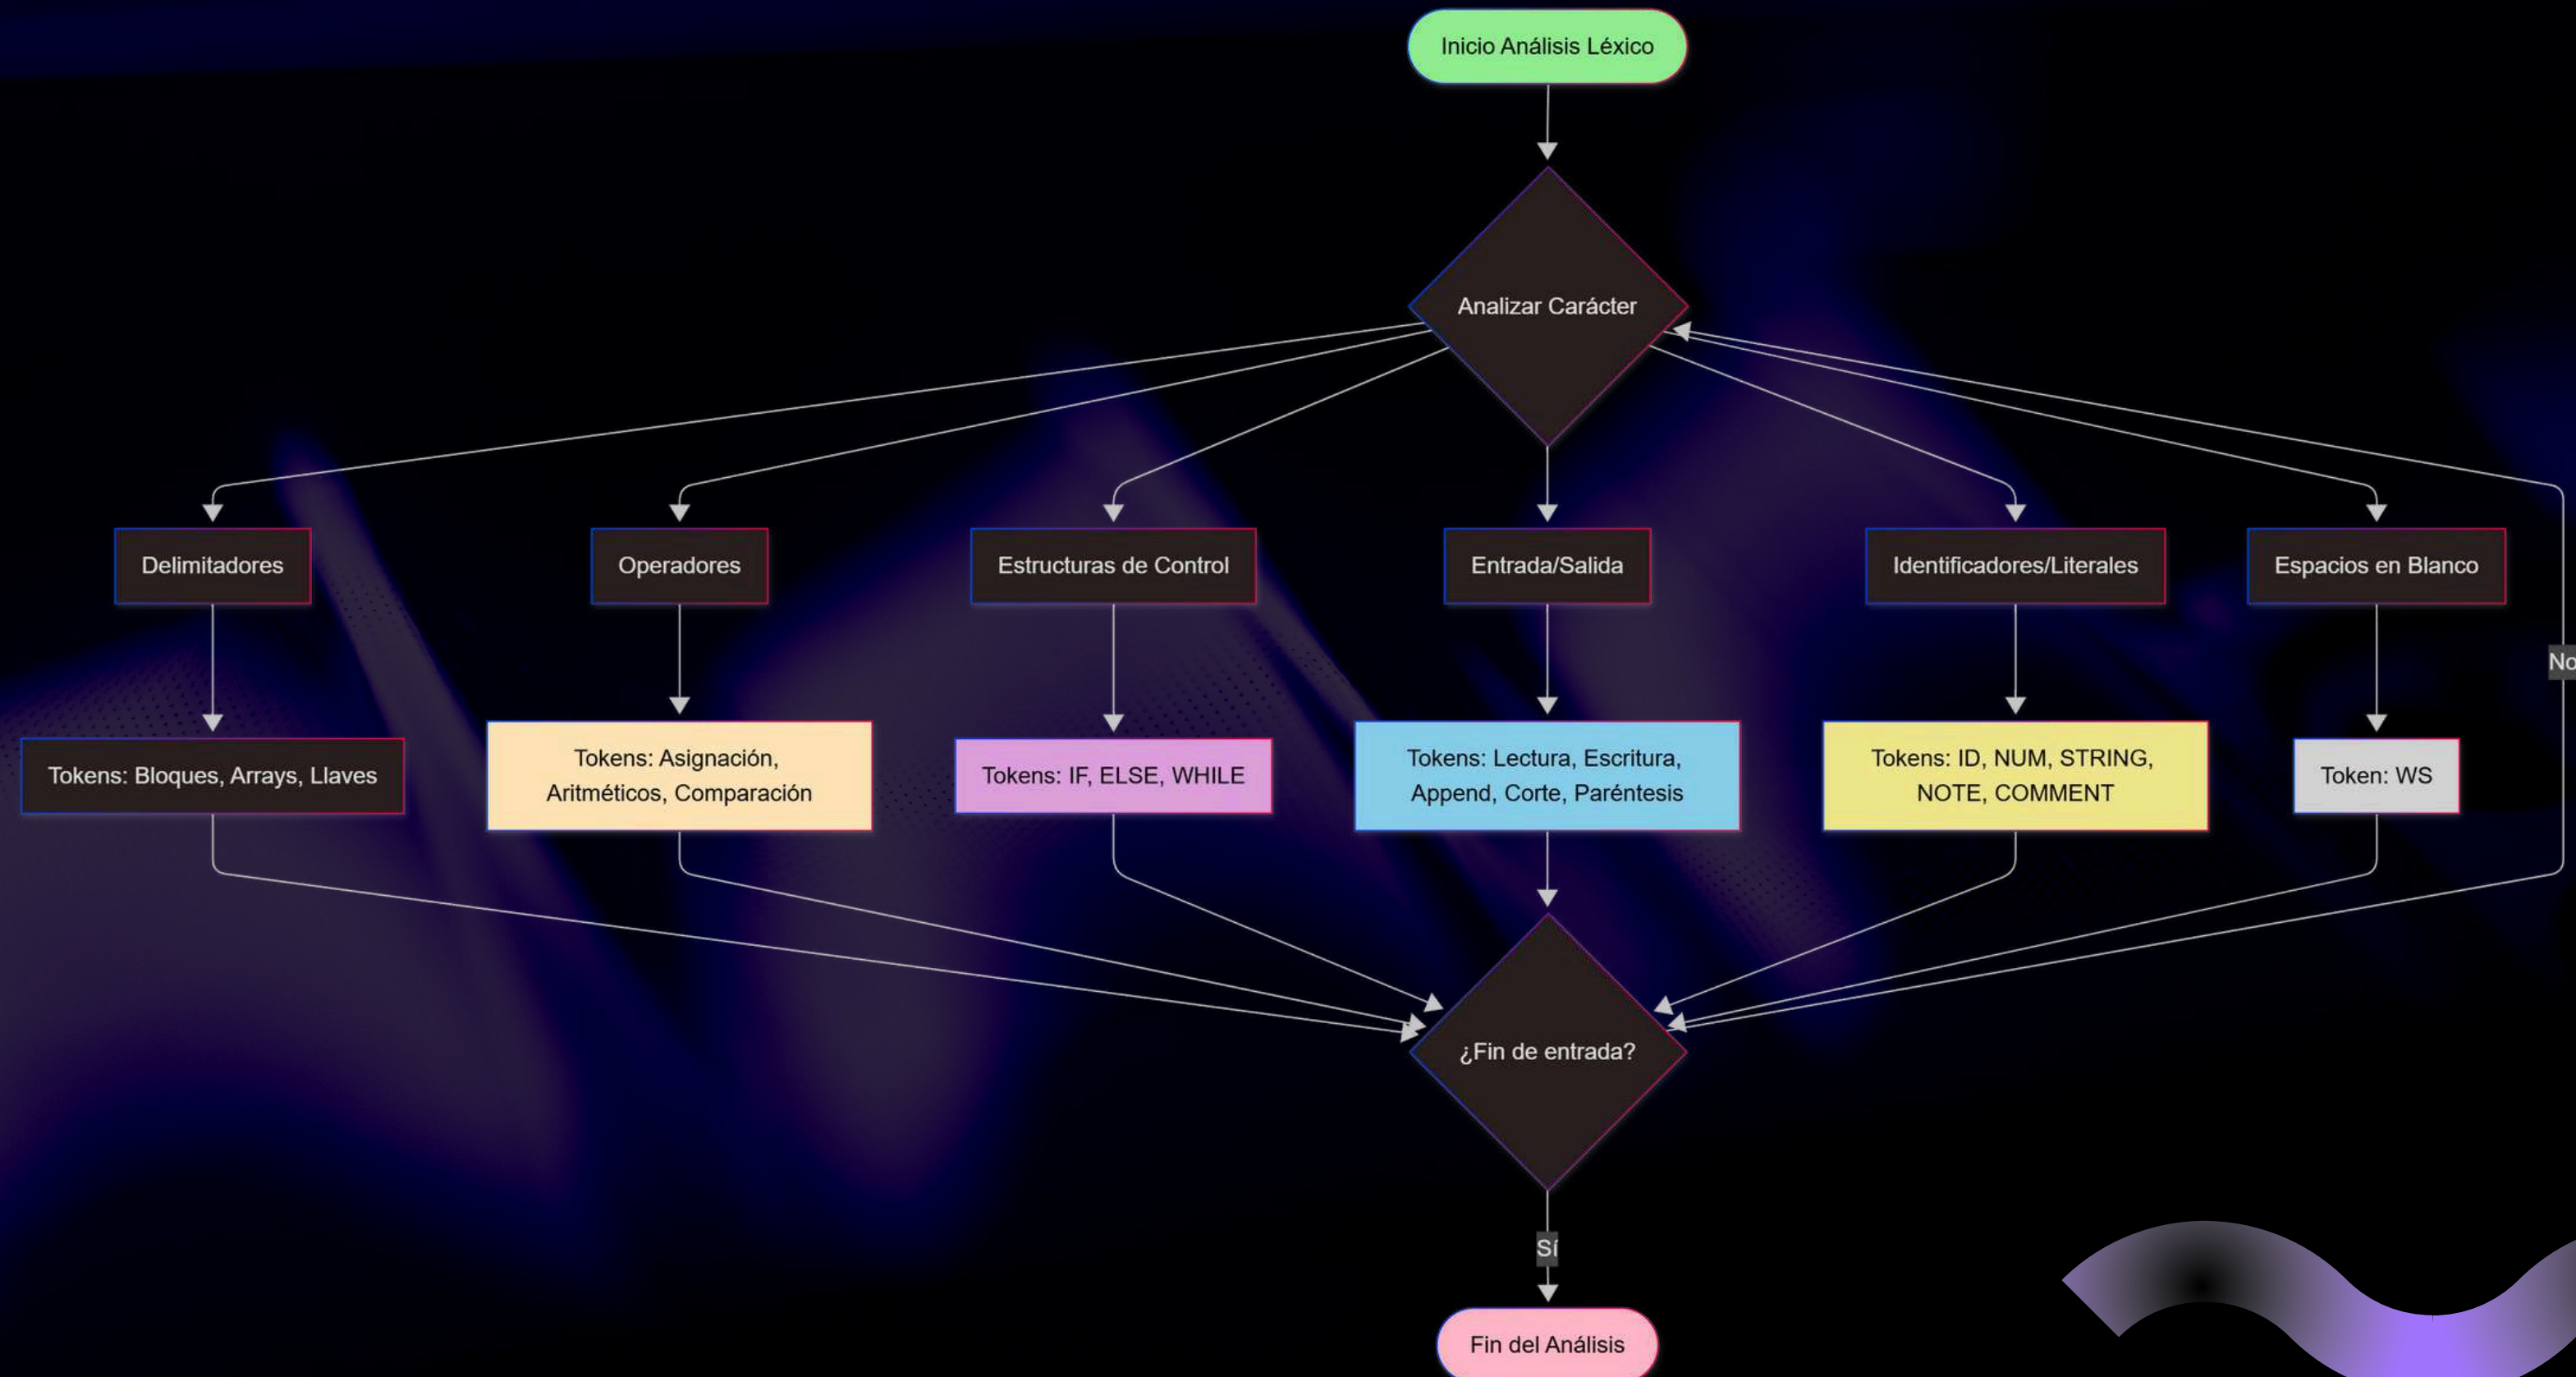 Inicio Análisis Léxico
Analizar Carácter
Delimitadores
Operadores
Estructuras de Control
Entrada/Salida
Identificadores/Literales
Espacios en Blanco
No
Tokens: Bloques, Arrays, Llaves
Tokens: Asignación,
Aritméticos, Comparación
Tokens: IF, ELSE, WHILE
Tokens: Lectura, Escritura,
Append, Corte, Paréntesis
Tokens: ID, NUM, STRING,
NOTE, COMMENT
Token: WS
¿Fin de entrada?
Sí
Fin del Análisis